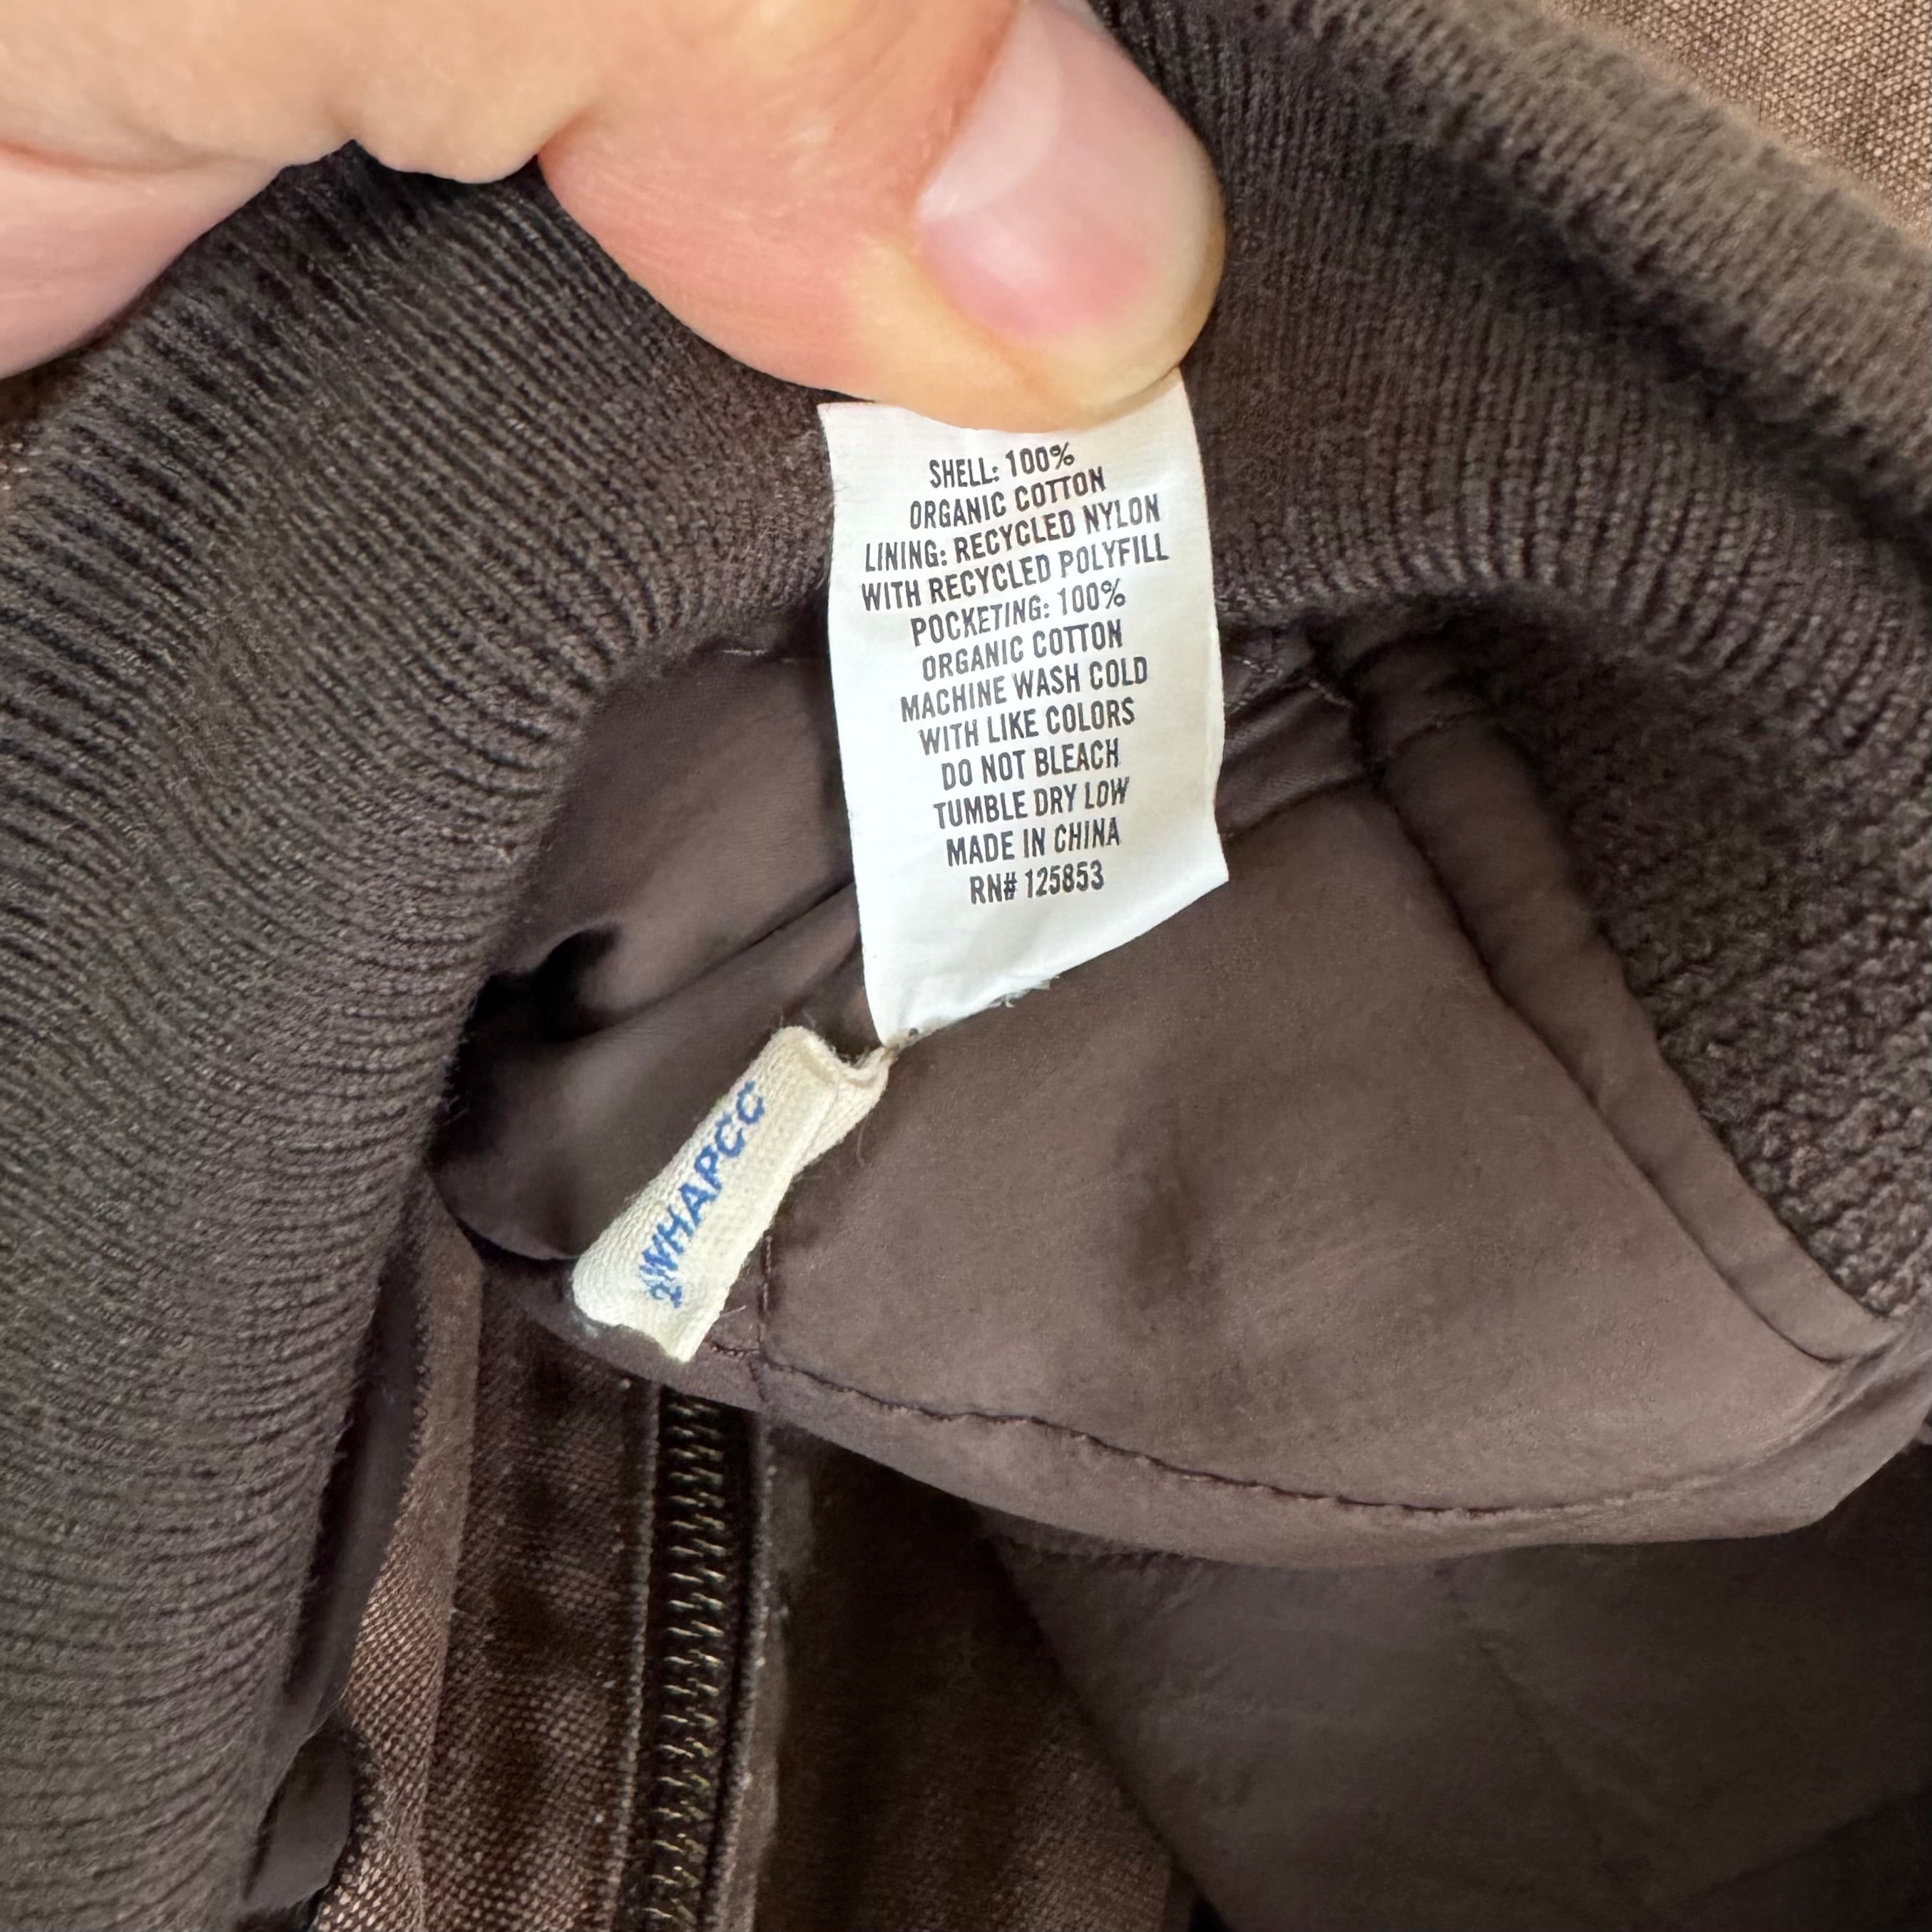 SHELL: 100%
ORGANIC COTTON
LINING: RECYCLED NYLON
WITH RECYCLED POLYFILL
POCKETING: 100%
ORGANIC COTTON
MACHINE WASH COLD
WITH LIKE COLORS
DO NOT BLEACH
TUMBLE DRY LOW
MADE IN CHINA
RN# 125853